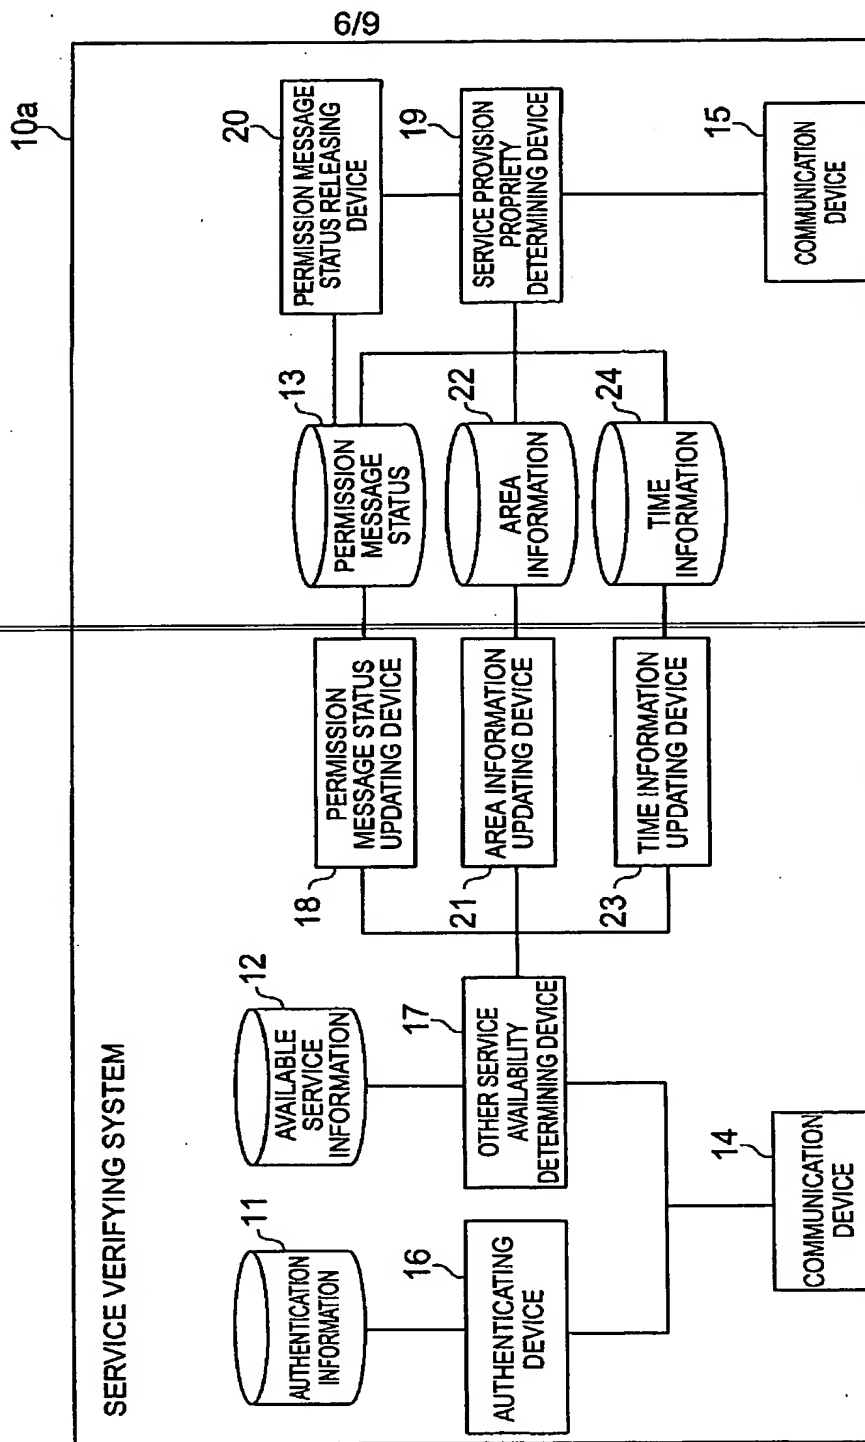 6/6
10a
SERVICE VERIFYING SYSTEM
11
AUTHENTICATION
INFORMATION
12
AVAILABLE
SERVICE
INFORMATION
16
AUTHENTICATING
DEVICE
17
OTHER SERVICE
AVAILABILITY
DETERMINING DEVICE
14
COMMUNICATION
DEVICE
18
PERMISSION
MESSAGE STATUS
UPDATING DEVICE
21
AREA INFORMATION
UPDATING DEVICE
23
TIME INFORMATION
UPDATING DEVICE
13
PERMISSION
MESSAGE
STATUS
22
AREA
INFORMATION
24
TIME
INFORMATION
20
PERMISSION MESSAGE
STATUS RELEASING
DEVICE
19
SERVICE PROVISION
PROPRIETY
DETERMINING DEVICE
15
COMMUNICATION
DEVICE